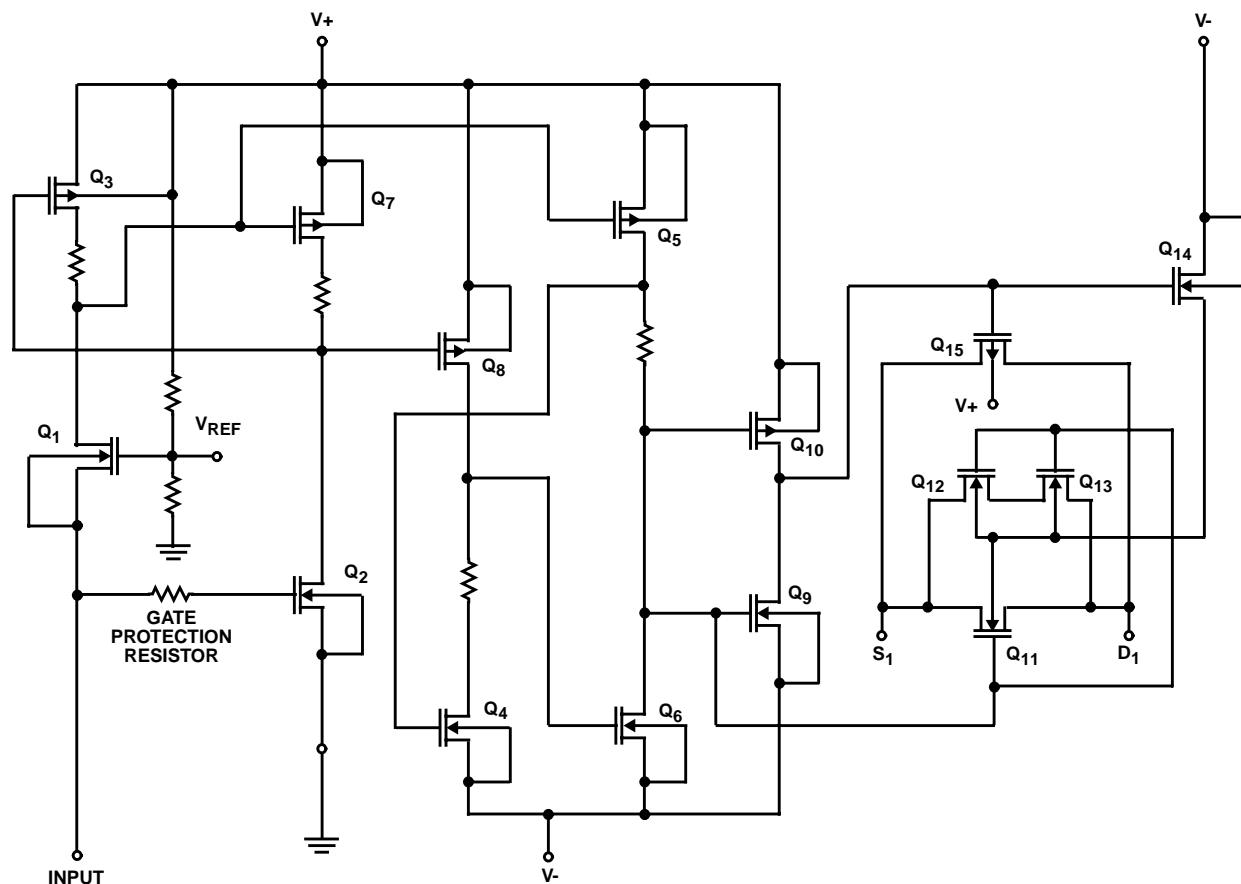 V+
V-
Q3
Q7
Q5
Q14
Q8
Q15
V+
Q1
VREF
Q10
Q12
Q13
Q2
Q9
GATE
PROTECTION
RESISTOR
S1
Q11
D1
Q4
Q6
INPUT
V-